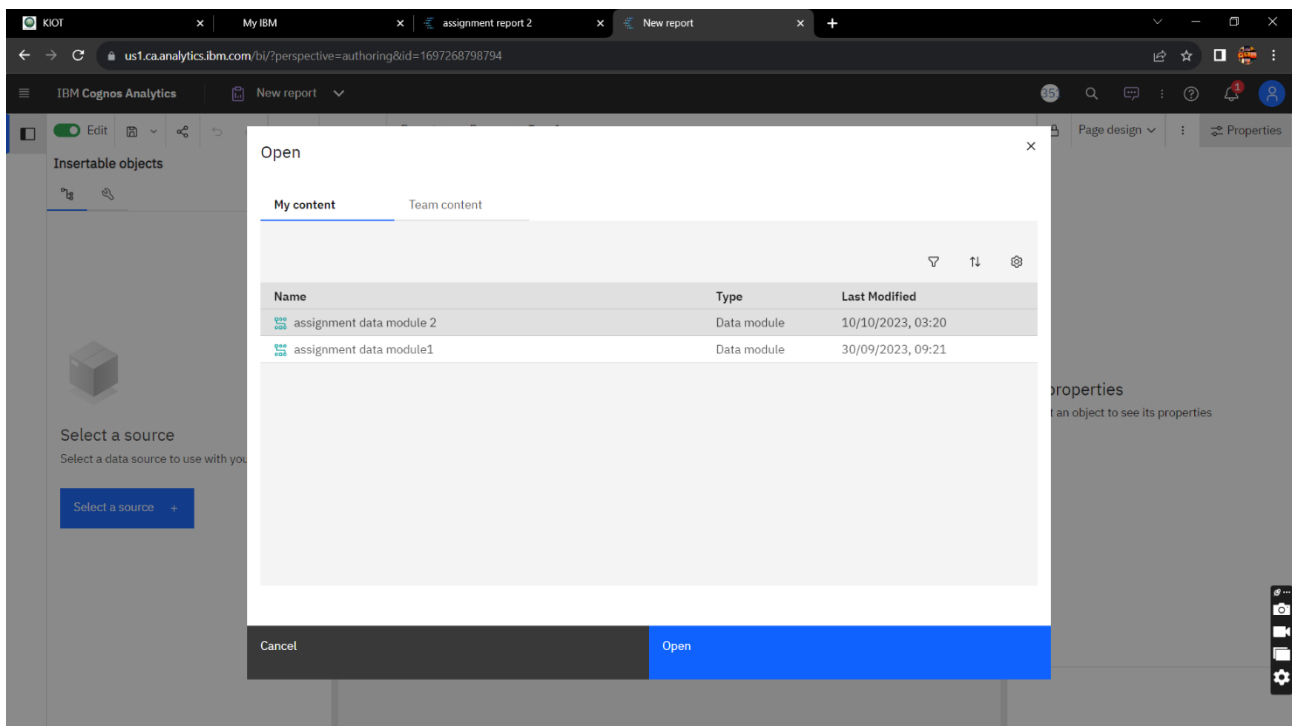 KIOT
My IBM
assignment report 2
New report
us1.ca.analytics.ibm.com/bi/?perspective=authoring&id=1697268798794
IBM Cognos Analytics
New report
35
1
Edit
Page design
Properties
Insertable objects
Open
My content
Team content
Name Type Last Modified
assignment data module 2 Data module 10/10/2023, 03:20
assignment data module1 Data module 30/09/2023, 09:21
properties
t an object to see its properties
Select a source
Select a data source to use with you
Select a source +
Cancel
Open